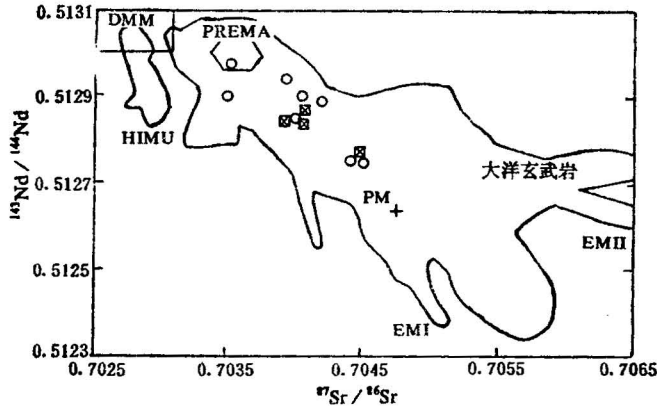 0.5131
DMM
PREMA
0.5129
HIMU
¹⁴³Nd/¹⁴⁴Nd
大洋玄武岩
0.5127
PM
EMII
0.5125
EMI
0.5123
0.7025 0.7035 0.7045 0.7055 0.7065
⁸⁷Sr/⁸⁶Sr